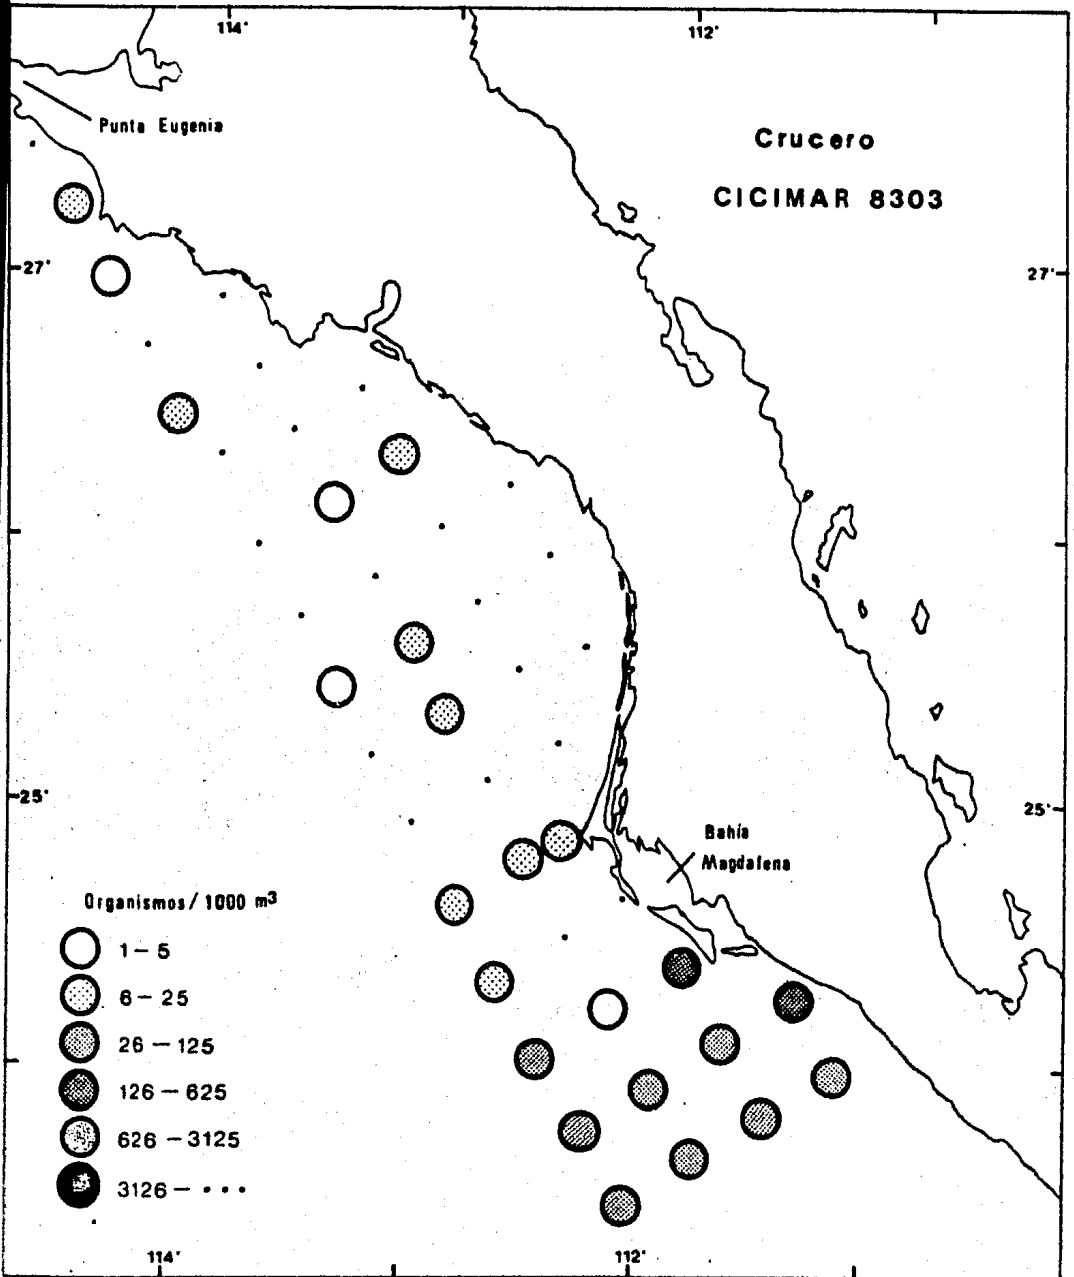 114°
112°
Punta Eugenia
Crucero
CICIMAR 8303
27°
27°
25°
25°
Bahía
Magdalena
Organismos/1000 m³
1 – 5
6 – 25
26 – 125
126 – 625
626 – 3125
3126 – • • •
114°
112°